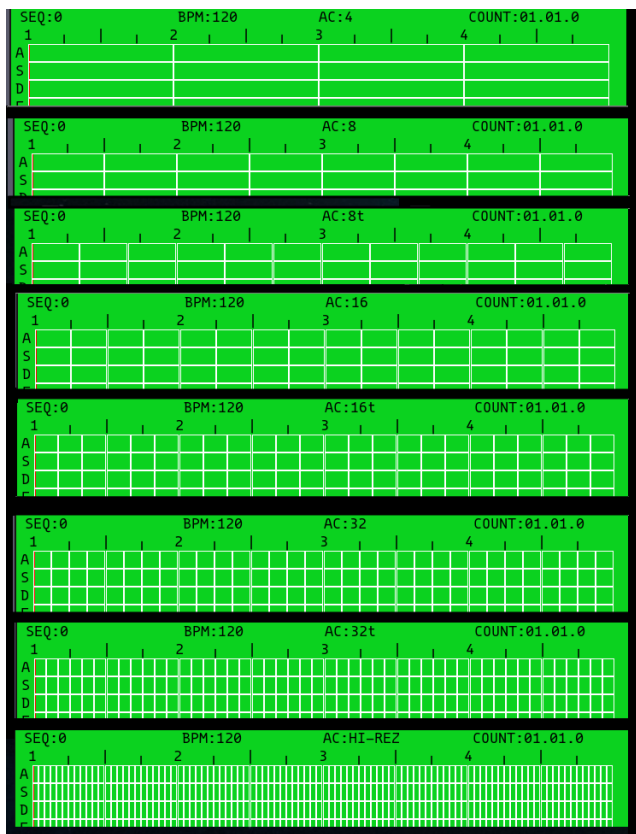 SEQ:0 BPM:120 AC:4 COUNT:01.01.0
1 2 3 4
A
S
D
SEQ:0 BPM:120 AC:8 COUNT:01.01.0
1 2 3 4
A
S
SEQ:0 BPM:120 AC:8t COUNT:01.01.0
1 2 3 4
A
S
SEQ:0 BPM:120 AC:16 COUNT:01.01.0
1 2 3 4
A
S
D
SEQ:0 BPM:120 AC:16t COUNT:01.01.0
1 2 3 4
A
S
D
SEQ:0 BPM:120 AC:32 COUNT:01.01.0
1 2 3 4
A
S
D
SEQ:0 BPM:120 AC:32t COUNT:01.01.0
1 2 3 4
A
S
D
SEQ:0 BPM:120 AC:HI-REZ COUNT:01.01.0
1 2 3 4
A
S
D